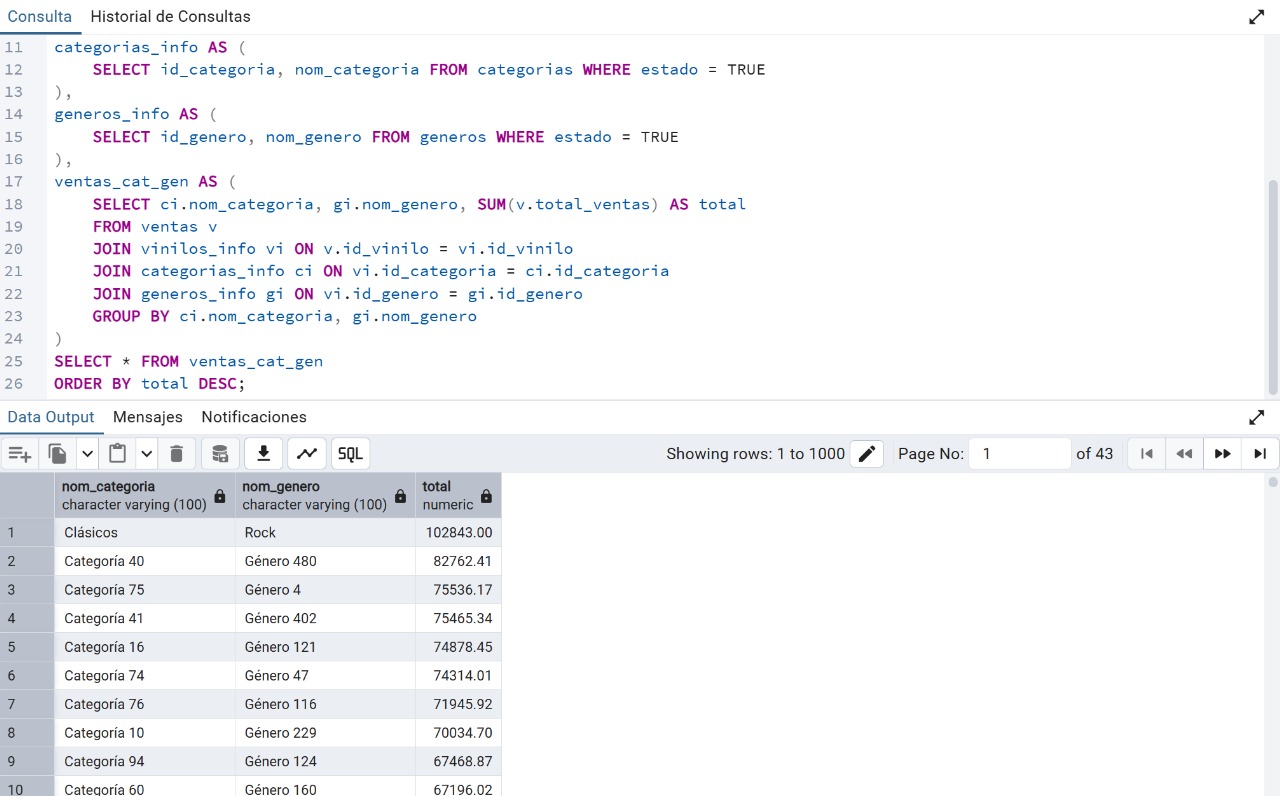 Consulta Historial de Consultas
11 categorias_info AS (
12 SELECT id_categoria, nom_categoria FROM categorias WHERE estado = TRUE
13 ),
14 generos_info AS (
15 SELECT id_genero, nom_genero FROM generos WHERE estado = TRUE
16 ),
17 ventas_cat_gen AS (
18 SELECT ci.nom_categoria, gi.nom_genero, SUM(v.total_ventas) AS total
19 FROM ventas v
20 JOIN vinilos_info vi ON v.id_vinilo = vi.id_vinilo
21 JOIN categorias_info ci ON vi.id_categoria = ci.id_categoria
22 JOIN generos_info gi ON vi.id_genero = gi.id_genero
23 GROUP BY ci.nom_categoria, gi.nom_genero
24 )
25 SELECT * FROM ventas_cat_gen
26 ORDER BY total DESC;
Data Output Mensajes Notificaciones
SQL Showing rows: 1 to 1000 Page No: 1 of 43
nom_categoria nom_genero total
character varying (100) character varying (100) numeric
1 Clásicos Rock 102843.00
2 Categoría 40 Género 480 82762.41
3 Categoría 75 Género 4 75536.17
4 Categoría 41 Género 402 75465.34
5 Categoría 16 Género 121 74878.45
6 Categoría 74 Género 47 74314.01
7 Categoría 76 Género 116 71945.92
8 Categoría 10 Género 229 70034.70
9 Categoría 94 Género 124 67468.87
10 Categoría 60 Género 160 67196.02